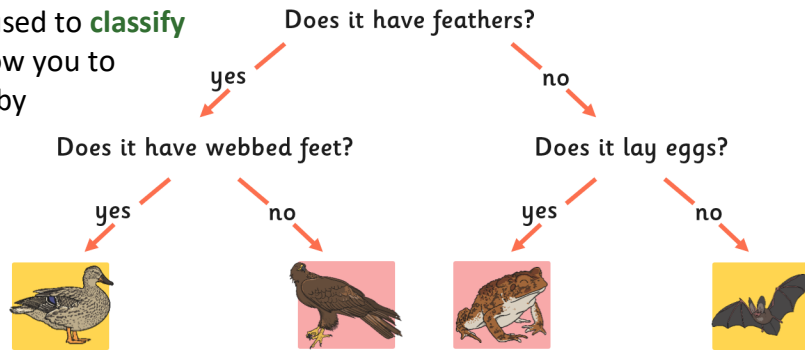 sed to classify
ow you to
by
Does it have feathers?
yes
no
Does it have webbed feet?
Does it lay eggs?
yes
no
yes
no